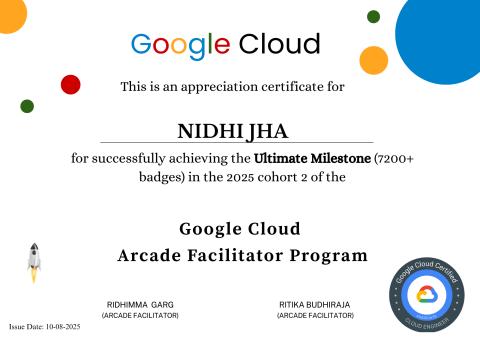 Google Cloud
This is an appreciation certificate for
NIDHI JHA
for successfully achieving the Ultimate Milestone (7200+
badges) in the 2025 cohort 2 of the
Google Cloud
Arcade Facilitator Program
RIDHIMMA GARG
(ARCADE FACILITATOR)
RITIKA BUDHIRAJA
(ARCADE FACILITATOR)
Google Cloud Certified
CLOUD ENGINEER
Issue Date: 10-08-2025